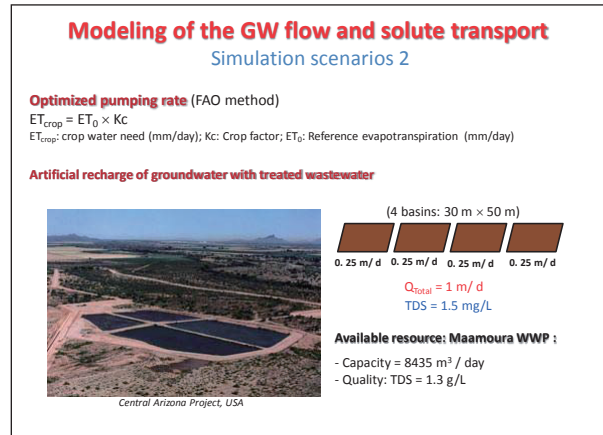 Modeling of the GW flow and solute transport
Simulation scenarios 2
Optimized pumping rate (FAO method)
ETcrop = ET0 × Kc
ETcrop: crop water need (mm/day); Kc: Crop factor; ET0: Reference evapotranspiration (mm/day)
Artificial recharge of groundwater with treated wastewater
(4 basins: 30 m × 50 m)
0. 25 m/ d 0. 25 m/ d 0. 25 m/ d 0. 25 m/ d
QTotal = 1 m/ d
TDS = 1.5 mg/L
Available resource: Maamoura WWP :
- Capacity = 8435 m³ / day
- Quality: TDS = 1.3 g/L
Central Arizona Project, USA